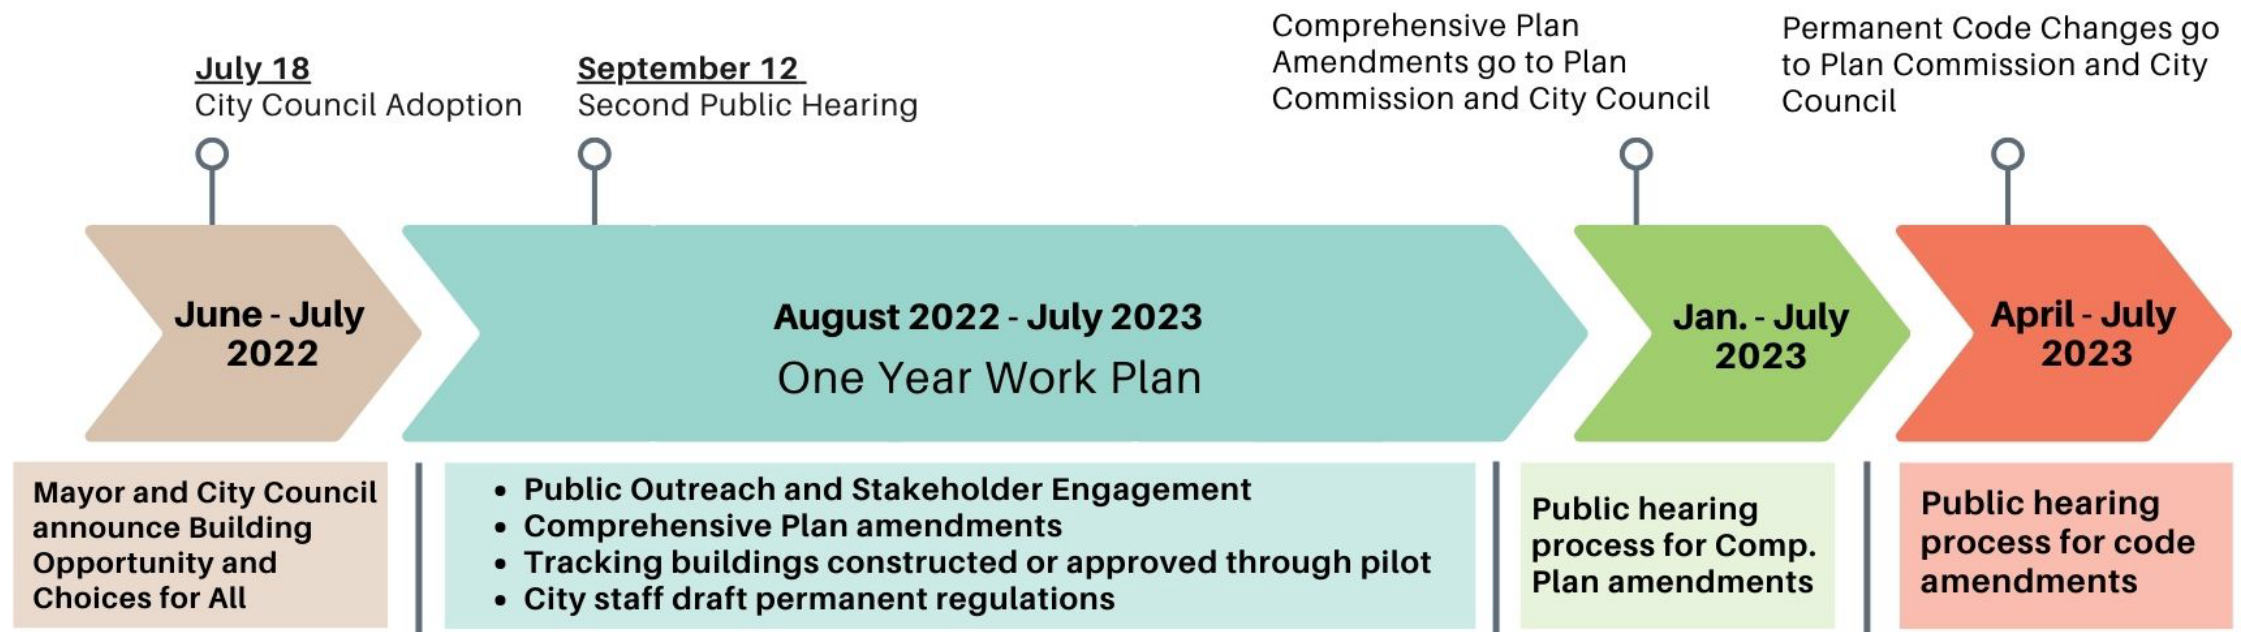 July 18
City Council Adoption
September 12
Second Public Hearing
Comprehensive Plan
Amendments go to Plan
Commission and City Council
Permanent Code Changes go
to Plan Commission and City
Council
June - July
2022
August 2022 - July 2023
One Year Work Plan
Jan. - July
2023
April - July
2023
Mayor and City Council
announce Building
Opportunity and
Choices for All
• Public Outreach and Stakeholder Engagement
• Comprehensive Plan amendments
• Tracking buildings constructed or approved through pilot
• City staff draft permanent regulations
Public hearing
process for Comp.
Plan amendments
Public hearing
process for code
amendments